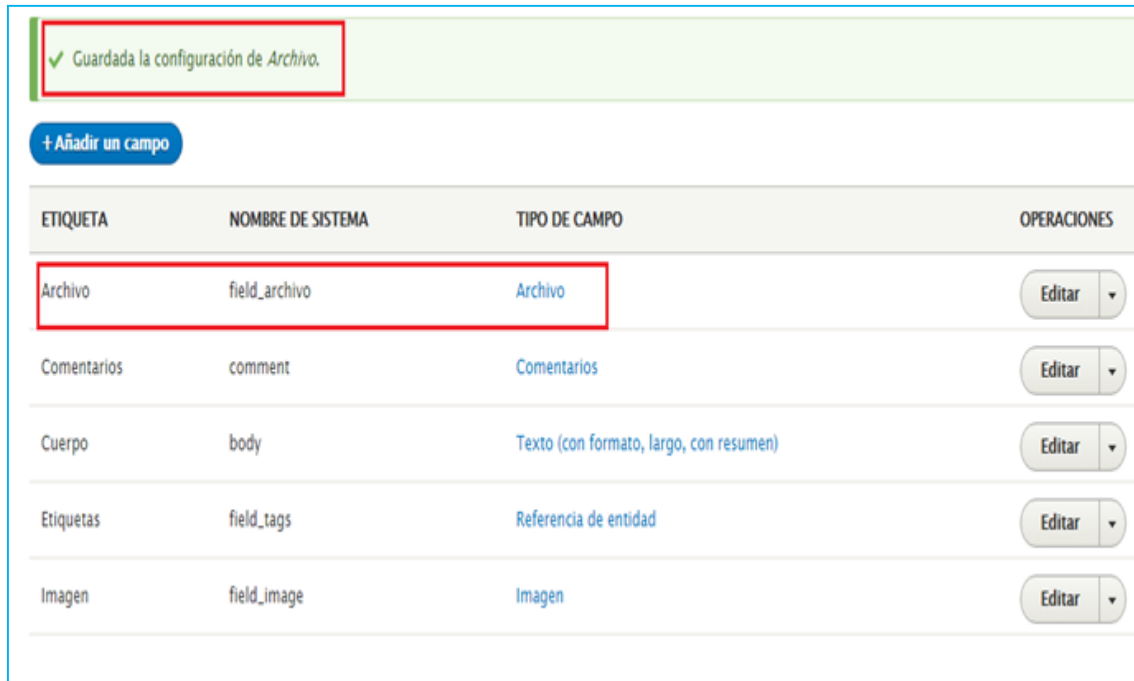 Guardada la configuración de Archivo.
+ Añadir un campo
ETIQUETA NOMBRE DE SISTEMA TIPO DE CAMPO OPERACIONES
Archivo field_archivo Archivo Editar
Comentarios comment Comentarios Editar
Cuerpo body Texto (con formato, largo, con resumen) Editar
Etiquetas field_tags Referencia de entidad Editar
Imagen field_image Imagen Editar